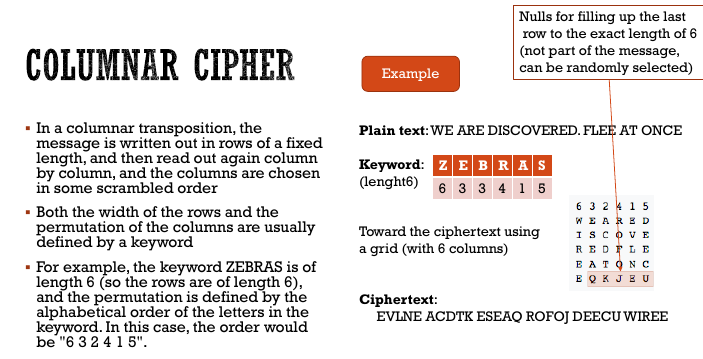 COLUMNAR CIPHER
▪ In a columnar transposition, the
message is written out in rows of a fixed
length, and then read out again column
by column, and the columns are chosen
in some scrambled order
▪ Both the width of the rows and the
permutation of the columns are usually
defined by a keyword
▪ For example, the keyword ZEBRAS is of
length 6 (so the rows are of length 6),
and the permutation is defined by the
alphabetical order of the letters in the
keyword. In this case, the order would
be "6 3 2 4 1 5".
Example
Nulls for filling up the last
row to the exact length of 6
(not part of the message,
can be randomly selected)
Plain text: WE ARE DISCOVERED. FLEE AT ONCE
Keyword:
(lenght6)
Z E B R A S
6 3 3 4 1 5
Toward the ciphertext using
a grid (with 6 columns)
6 3 2 4 1 5
W E A R E D
I S C O V E
R E D F L E
E A T O N C
E Q K J E U
Ciphertext:
EVLNE ACDTK ESEAQ ROFOJ DEECU WIREE